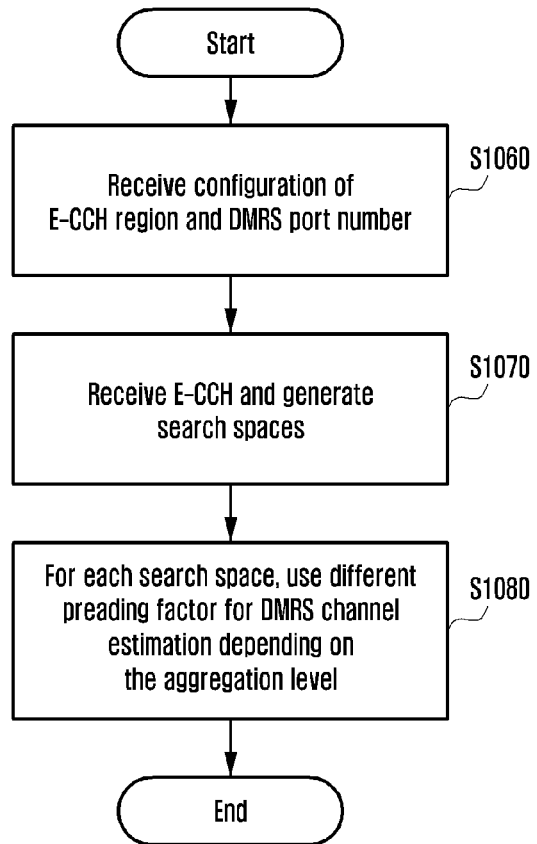 Start
Receive configuration of
E-CCH region and DMRS port number
S1060
Receive E-CCH and generate
search spaces
S1070
For each search space, use different
preading factor for DMRS channel
estimation depending on
the aggregation level
S1080
End